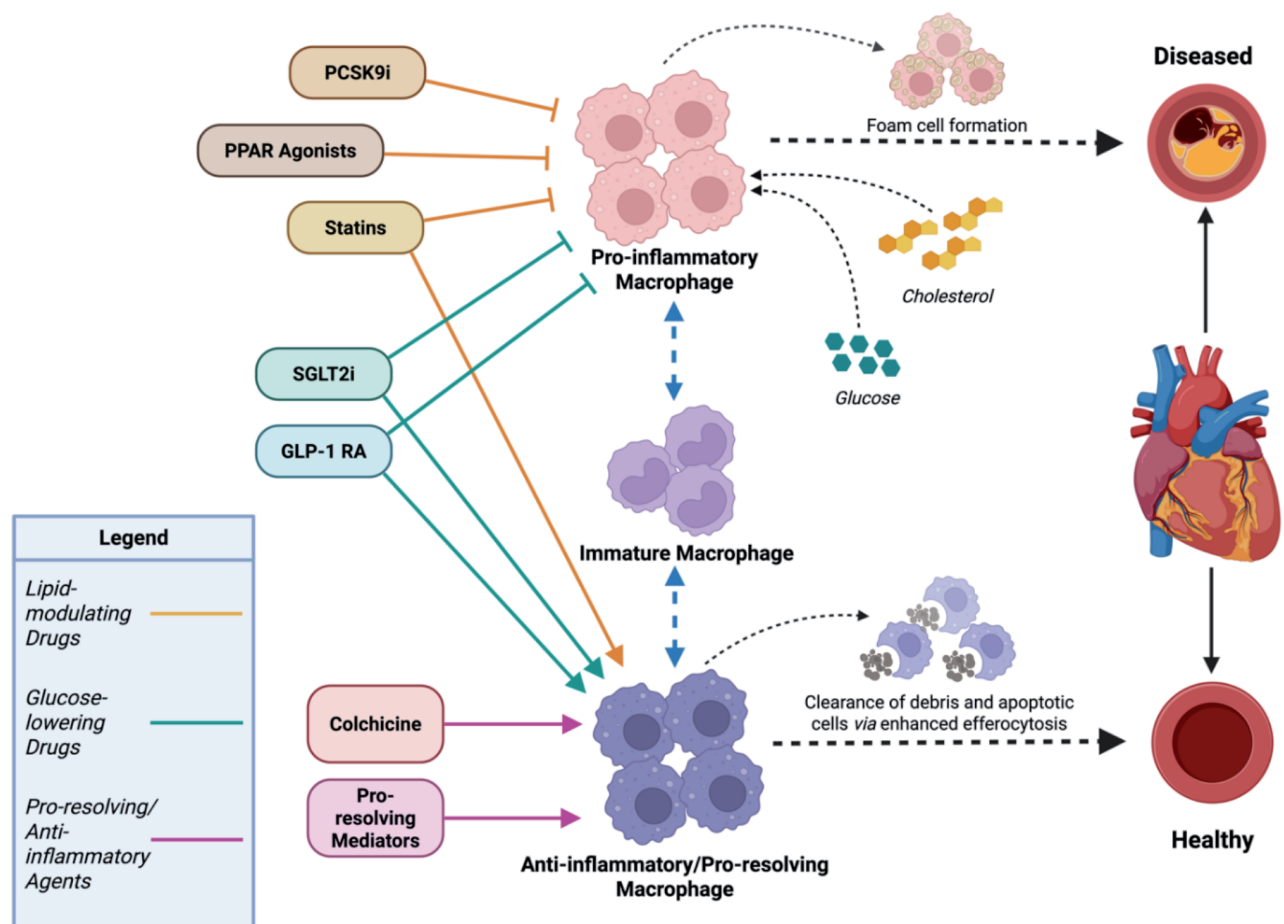 PCSK9i
PPAR Agonists
Statins
SGLT2i
GLP-1 RA
Colchicine
Pro-
resolving
Mediators
Pro-inflammatory
Macrophage
Immature Macrophage
Anti-inflammatory/Pro-resolving
Macrophage
Foam cell formation
Cholesterol
Glucose
Clearance of debris and apoptotic
cells via enhanced efferocytosis
Diseased
Healthy
Legend
Lipid-
modulating
Drugs
Glucose-
lowering
Drugs
Pro-resolving/
Anti-
inflammatory
Agents